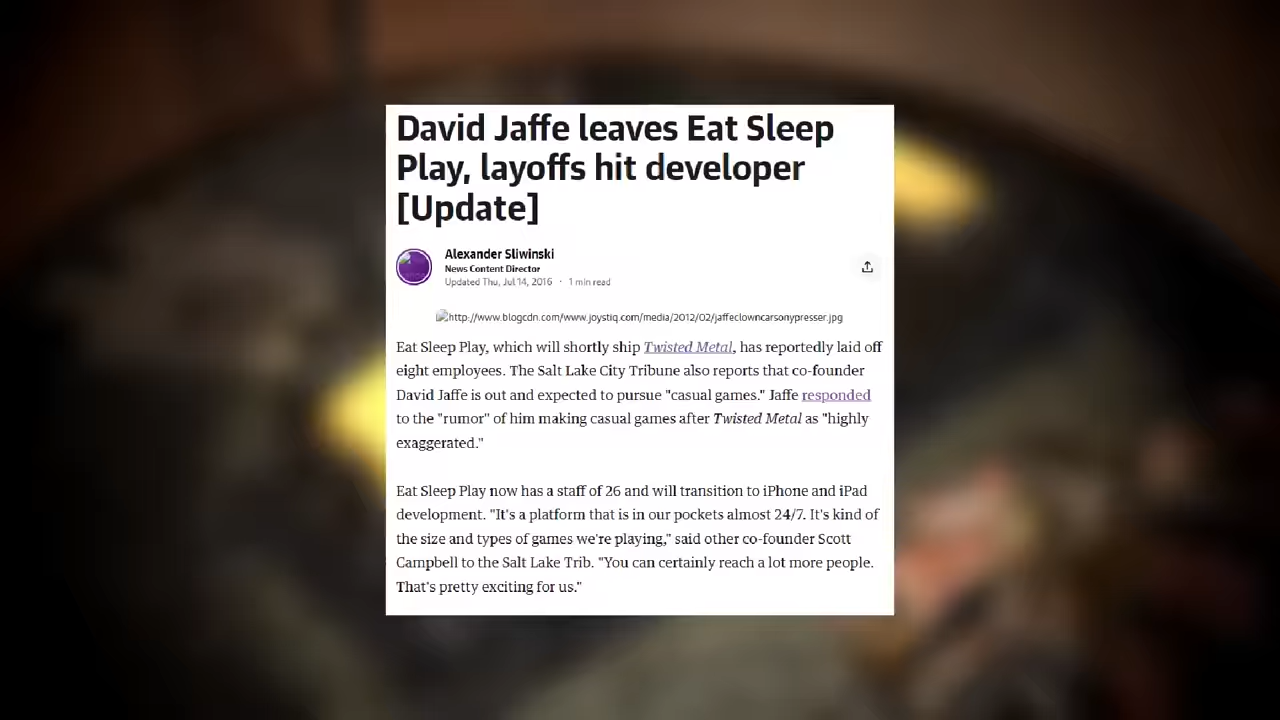 David Jaffe leaves Eat Sleep
Play, layoffs hit developer
[Update]
Alexander Sliwinski
News Content Director
Updated Thu, Jul 14, 2016 · 1 min read
http://www.blogcdn.com/www.joystiq.com/media/2012/02/jaffeclowncarsonypresser.jpg
Eat Sleep Play, which will shortly ship Twisted Metal, has reportedly laid off
eight employees. The Salt Lake City Tribune also reports that co-founder
David Jaffe is out and expected to pursue "casual games." Jaffe responded
to the "rumor" of him making casual games after Twisted Metal as "highly
exaggerated."
Eat Sleep Play now has a staff of 26 and will transition to iPhone and iPad
development. "It's a platform that is in our pockets almost 24/7. It's kind of
the size and types of games we're playing," said other co-founder Scott
Campbell to the Salt Lake Trib. "You can certainly reach a lot more people.
That's pretty exciting for us."